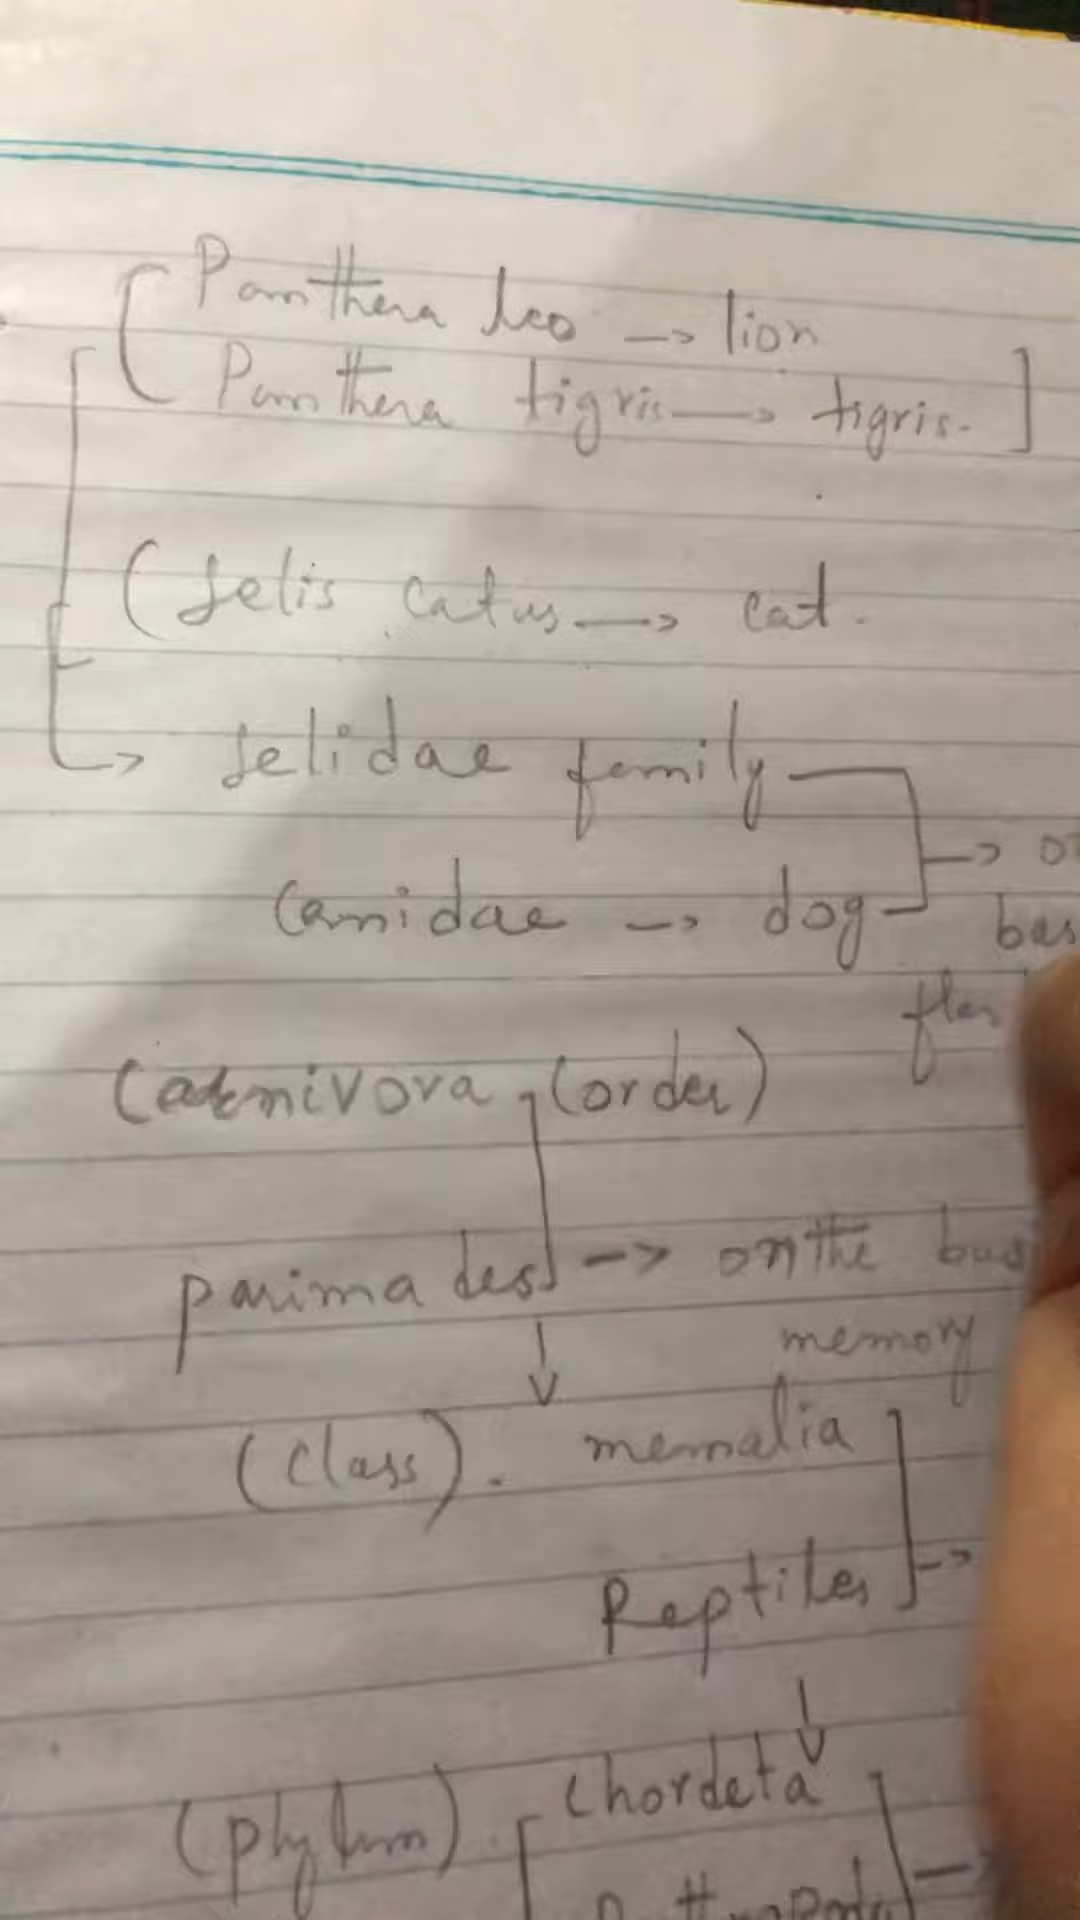 Panthera leo → lion
Panthera tigris → tigris.
(felis catus → cat.
felidae family
Canidae → dog
Carnivora (order)
parimades → on the
memory
(class). memalia
Reptiles
(phylum) Chordeta